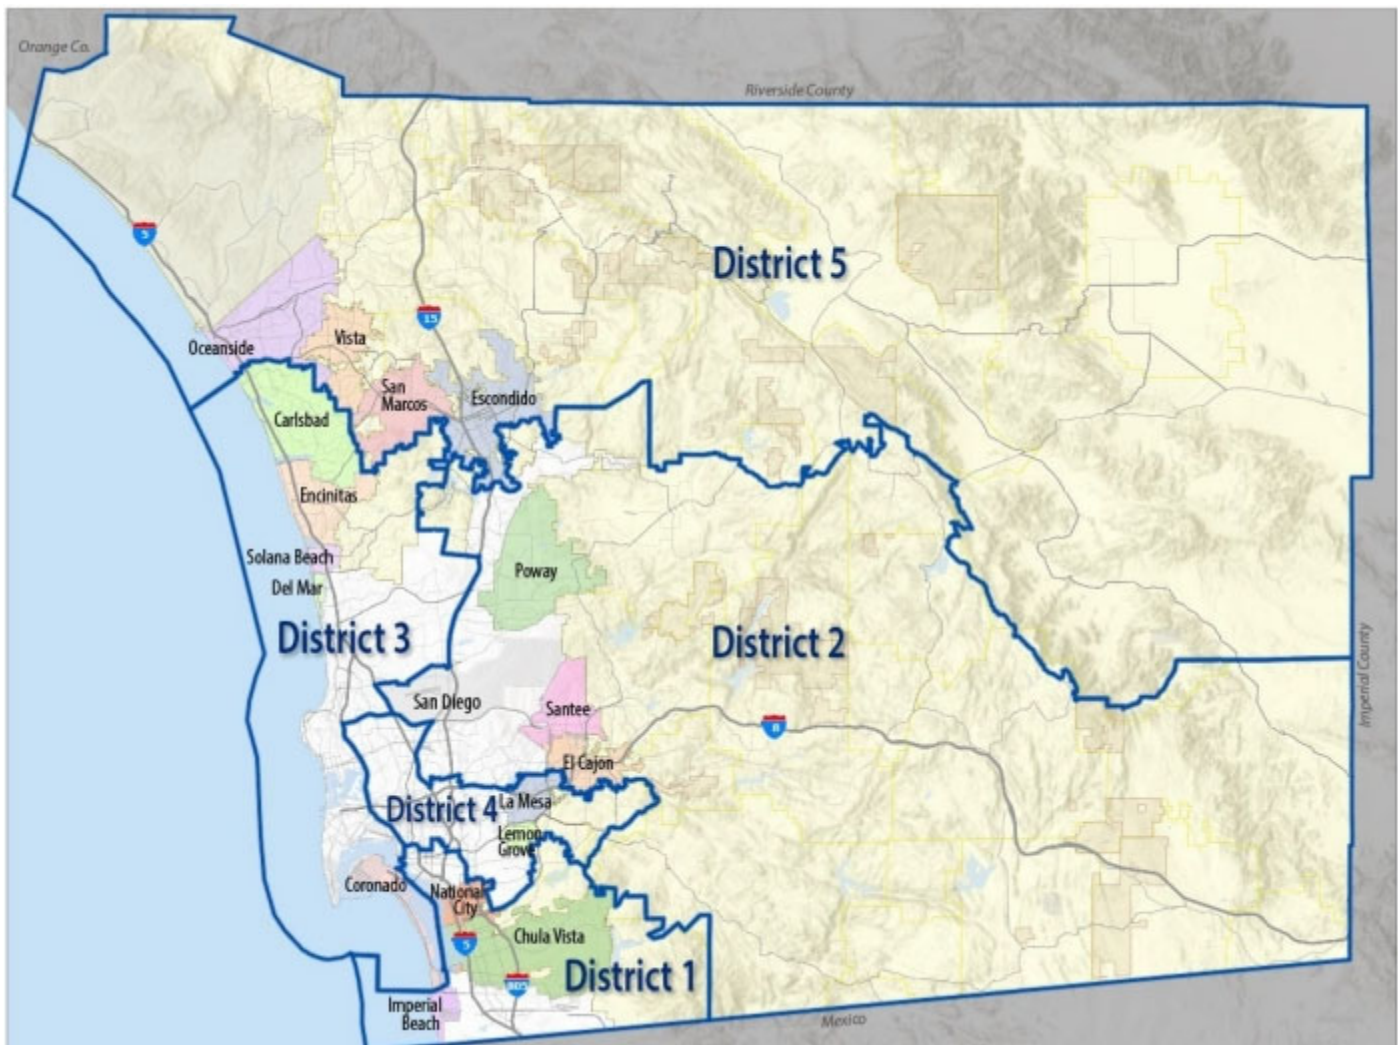 Orange Co.
Riverside County
5
District 5
15
Vista
Oceanside
San
Marcos
Escondido
Carlsbad
Encinitas
Solana Beach
Poway
Del Mar
District 3
District 2
Imperial County
San Diego
Santee
8
El Cajon
District 4
La Mesa
Lemon
Grove
Coronado
National
City
5
Chula Vista
District 1
805
Imperial
Beach
Mexico